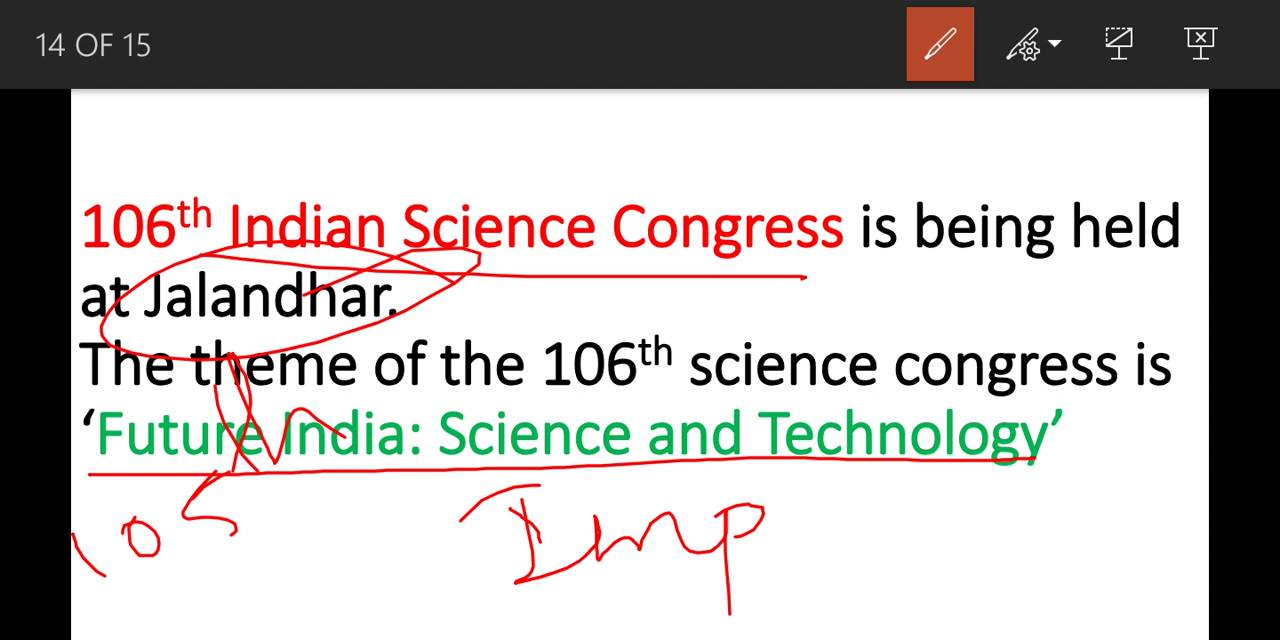 14 OF 15
106th Indian Science Congress is being held
at Jalandhar.
The theme of the 106th science congress is
‘Future India: Science and Technology’
105
Imp